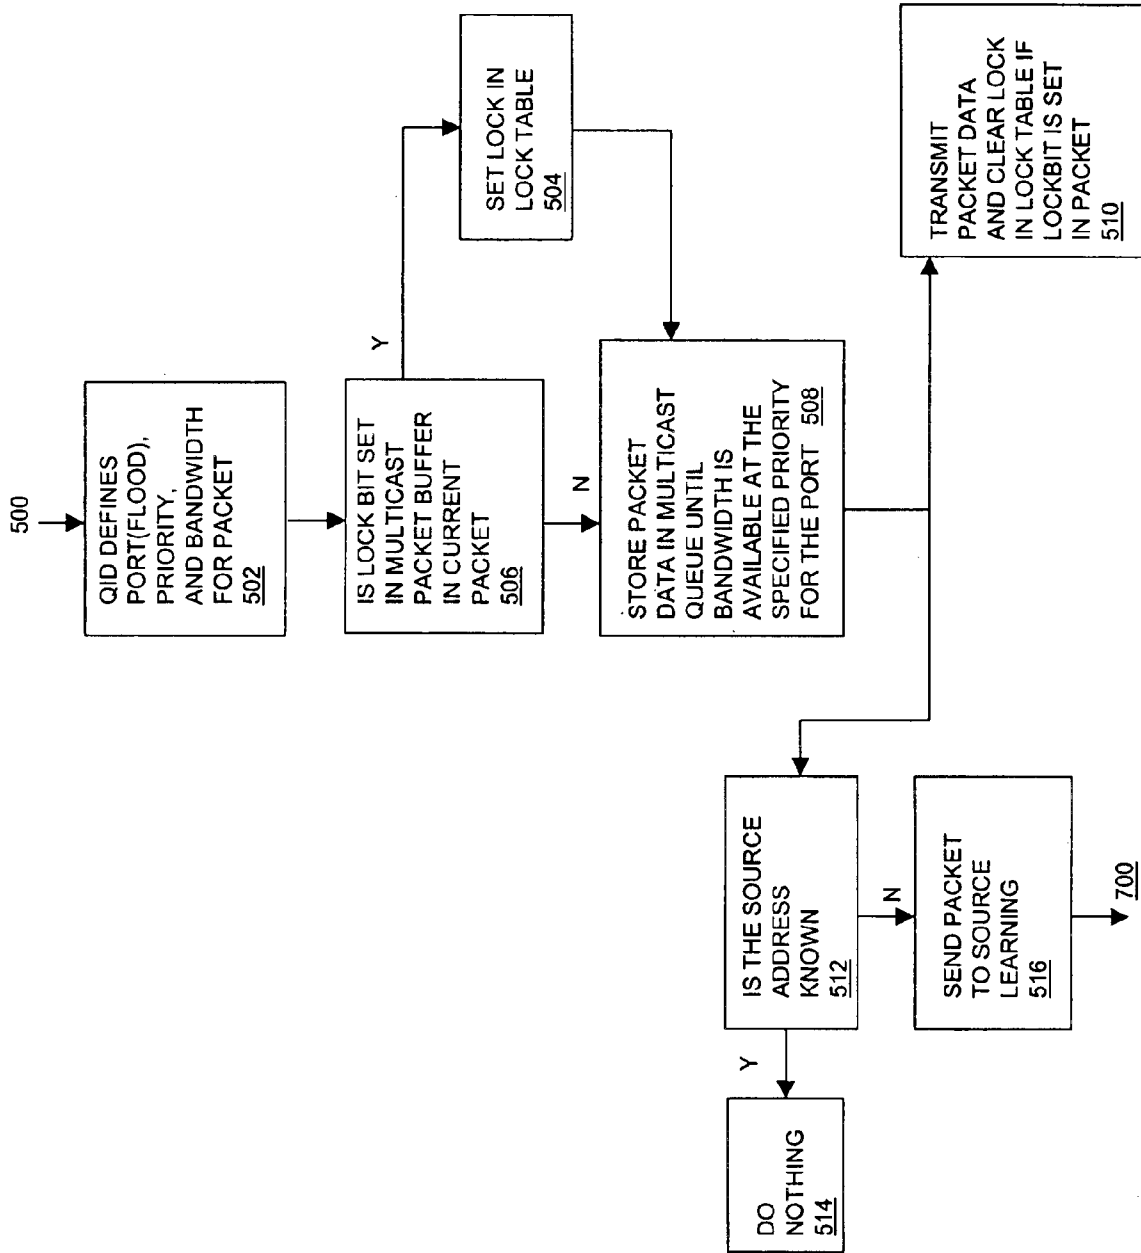 500
QID DEFINES
PORT(FLOOD),
PRIORITY,
AND BANDWIDTH
FOR PACKET
502
IS LOCK BIT SET
IN MULTICAST
PACKET BUFFER
IN CURRENT
PACKET
506
Y
SET LOCK IN
LOCK TABLE
504
N
STORE PACKET
DATA IN MULTICAST
QUEUE UNTIL
BANDWIDTH IS
AVAILABLE AT THE
SPECIFIED PRIORITY
FOR THE PORT 508
TRANSMIT
PACKET DATA
AND CLEAR LOCK
IN LOCK TABLE IF
LOCKBIT IS SET
IN PACKET
510
IS THE SOURCE
ADDRESS
KNOWN
512
Y
DO
NOTHING
514
N
SEND PACKET
TO SOURCE
LEARNING
516
700